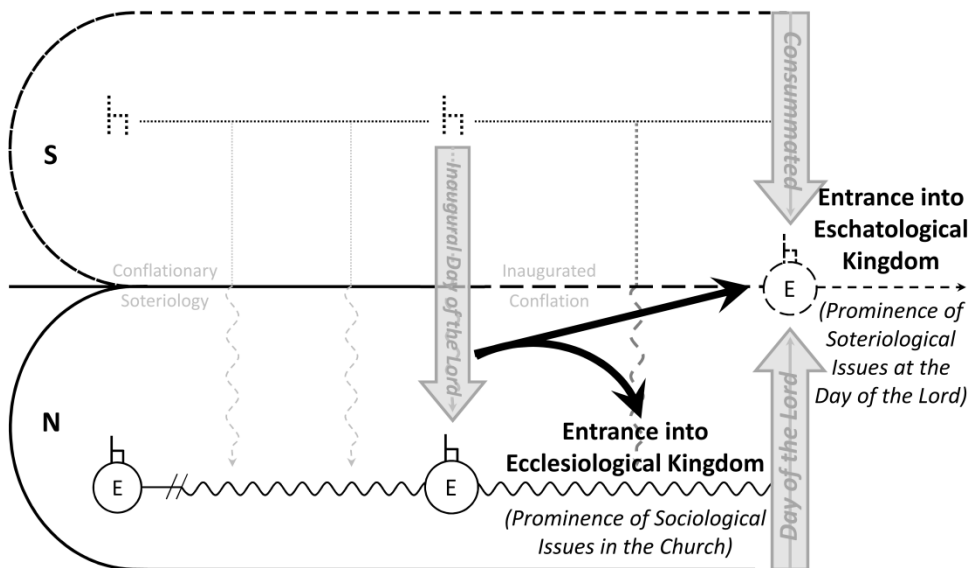 Consummated
S
Entrance into
Eschatological
Kingdom
Inaugural Day of the Lord
Conflationary
Soteriology
Inaugurated
Conflation
E
(Prominence of
Soteriological
Issues at the
Day of the Lord)
N
Day of the Lord
Entrance into
Ecclesiological Kingdom
E
E
(Prominence of Sociological
Issues in the Church)